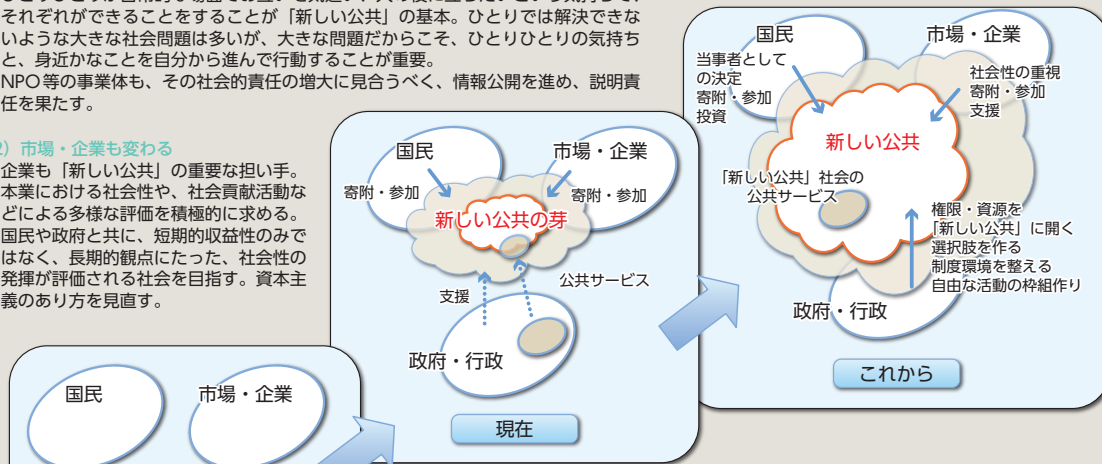 それぞれができることをすることが「新しい公共」の基本。ひとりでは解決できな
いような大きな社会問題は多いが、大きな問題だからこそ、ひとりひとりの気持ち
と、身近かなことを自分から進んで行動することが重要。
NPO等の事業体も、その社会的責任の増大に見合うべく、情報公開を進め、説明責
任を果たす。
）市場・企業も変わる
企業も「新しい公共」の重要な担い手。
本業における社会性や、社会貢献活動な
どによる多様な評価を積極的に求める。
国民や政府と共に、短期的収益性のみで
はなく、長期的観点にたった、社会性の
発揮が評価される社会を目指す。資本主
義のあり方を見直す。
国民
市場・企業
国民
市場・企業
寄附・参加
寄附・参加
新しい公共の芽
公共サービス
支援
政府・行政
現在
国民
市場・企業
当事者として
の決定
寄附・参加
投資
社会性の重視
寄附・参加
支援
新しい公共
「新しい公共」社会の
公共サービス
権限・資源を
「新しい公共」に開く
選択肢を作る
制度環境を整える
自由な活動の枠組作り
政府・行政
これから